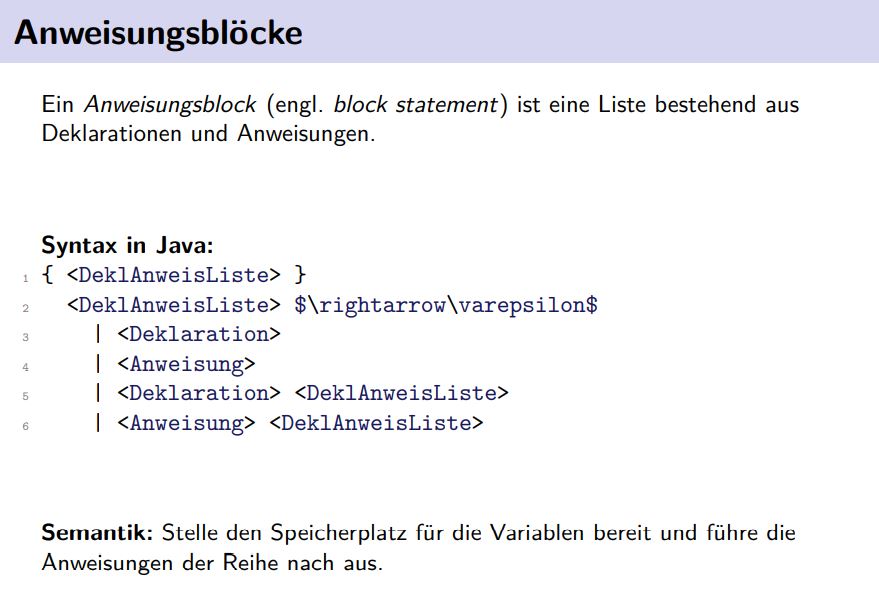 Anweisungsblöcke
Ein Anweisungsblock (engl. block statement) ist eine Liste bestehend aus
Deklarationen und Anweisungen.
Syntax in Java:
1 { <DeklAnweisListe> }
2 <DeklAnweisListe> $\rightarrow\varepsilon$
3 | <Deklaration>
4 | <Anweisung>
5 | <Deklaration> <DeklAnweisListe>
6 | <Anweisung> <DeklAnweisListe>
Semantik: Stelle den Speicherplatz für die Variablen bereit und führe die
Anweisungen der Reihe nach aus.